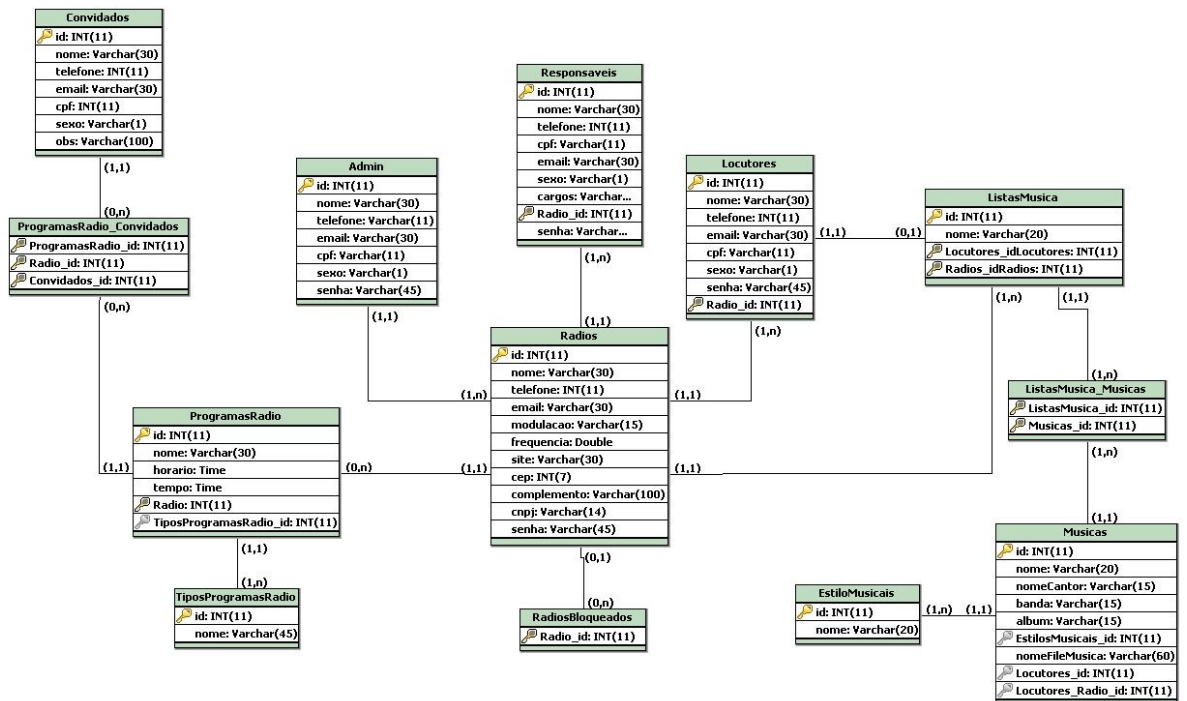 Convidados
id: INT(11)
nome: Varchar(30)
telefone: INT(11)
email: Varchar(30)
cpf: INT(11)
sexo: Varchar(1)
obs: Varchar(100)
(1,1)
(0,n)
ProgramasRadio_Convidados
ProgramasRadio_id: INT(11)
Radio_id: INT(11)
Convidados_id: INT(11)
(0,n)
(1,1)
Admin
id: INT(11)
nome: Varchar(30)
telefone: Varchar(11)
email: Varchar(30)
cpf: Varchar(11)
sexo: Varchar(1)
senha: Varchar(45)
(1,1)
(1,n)
Responsaveis
id: INT(11)
nome: Varchar(30)
telefone: INT(11)
cpf: Varchar(11)
email: Varchar(30)
sexo: Varchar(1)
cargos: Varchar...
Radio_id: INT(11)
senha: Varchar...
(1,n)
(1,1)
Locutores
id: INT(11)
nome: Varchar(30)
telefone: INT(11)
email: Varchar(30)
cpf: Varchar(11)
sexo: Varchar(1)
senha: Varchar(45)
Radio_id: INT(11)
(1,1)
(0,1)
(1,n)
(1,1)
ListasMusica
id: INT(11)
nome: Varchar(20)
Locutores_idLocutores: INT(11)
Radios_idRadios: INT(11)
(1,n)
(1,1)
(1,n)
ListasMusica_Musicas
ListasMusica_id: INT(11)
Musicas_id: INT(11)
(1,n)
(1,1)
Radios
id: INT(11)
nome: Varchar(30)
telefone: INT(11)
email: Varchar(30)
modulacao: Varchar(15)
frequencia: Double
site: Varchar(30)
cep: INT(7)
complemento: Varchar(100)
cnpj: Varchar(14)
senha: Varchar(45)
(1,1)
(0,1)
(0,n)
RadiosBloqueados
Radio_id: INT(11)
ProgramasRadio
id: INT(11)
nome: Varchar(30)
horario: Time
tempo: Time
Radio: INT(11)
TiposProgramasRadio_id: INT(11)
(0,n)
(1,1)
(1,1)
(1,n)
TiposProgramasRadio
id: INT(11)
nome: Varchar(45)
EstiloMusicais
id: INT(11)
nome: Varchar(20)
(1,n)
(1,1)
Musicas
id: INT(11)
nome: Varchar(20)
nomeCantor: Varchar(15)
banda: Varchar(15)
album: Varchar(15)
EstilosMusicais_id: INT(11)
nomeFileMusica: Varchar(60)
Locutores_id: INT(11)
Locutores_Radio_id: INT(11)